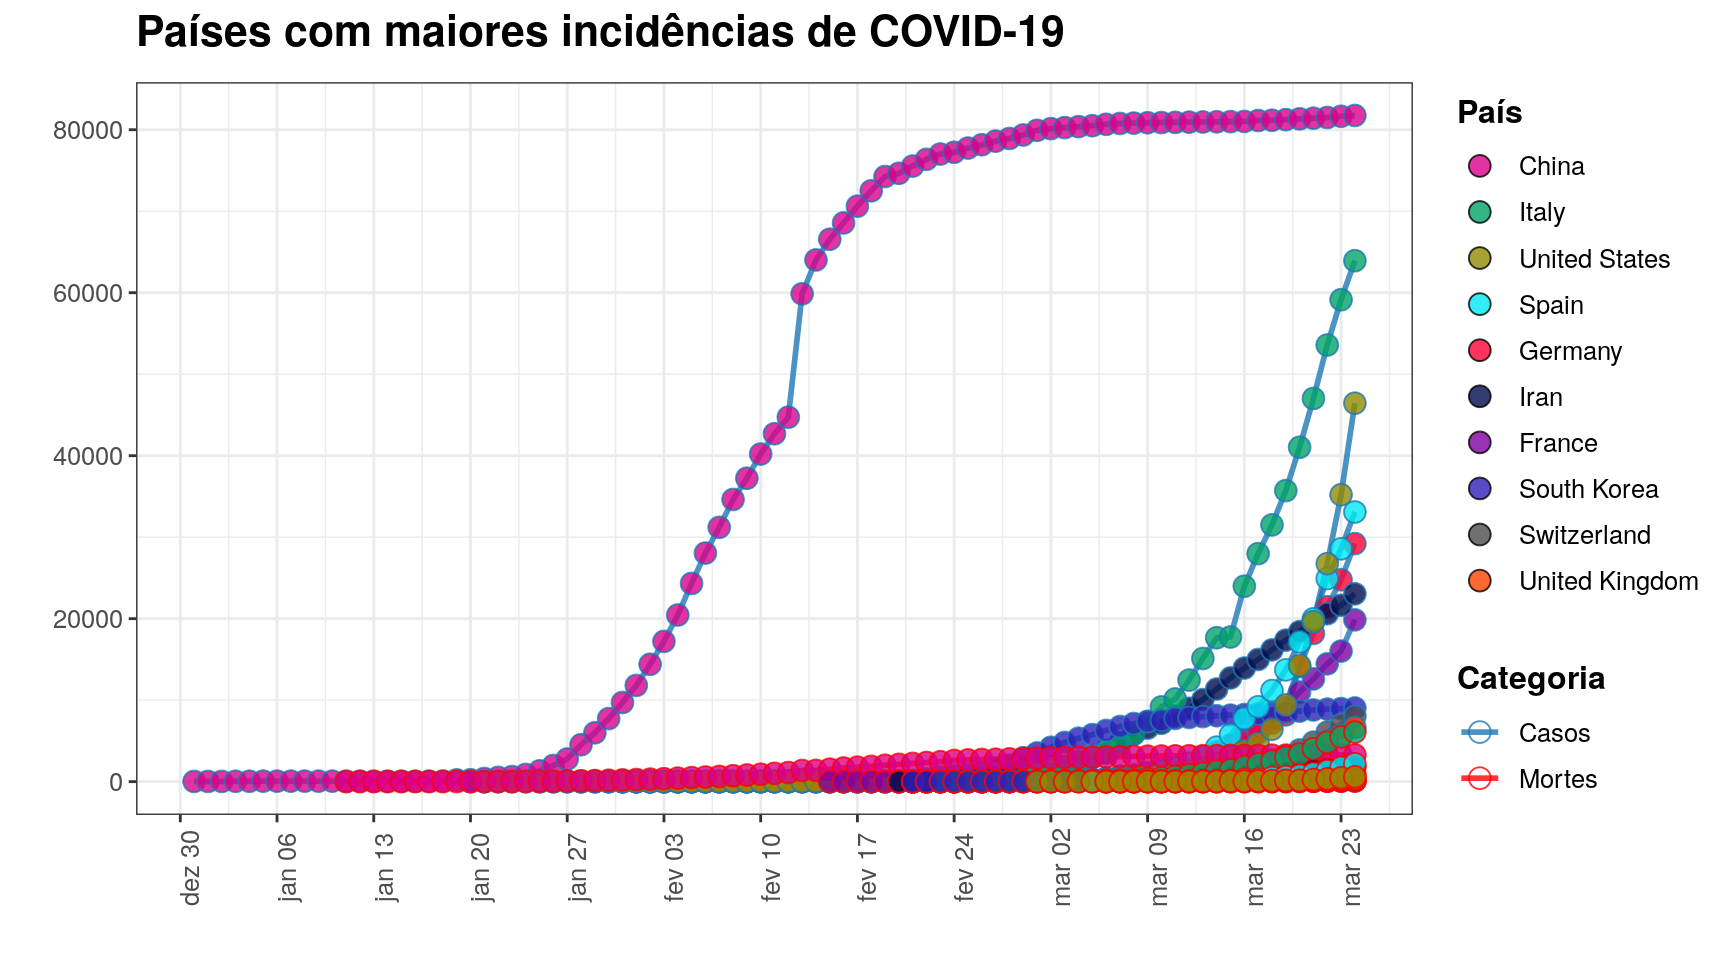 Países com maiores incidências de COVID-19
80000
60000
40000
20000
0
dez 30
jan 06
jan 13
jan 20
jan 27
fev 03
fev 10
fev 17
fev 24
mar 02
mar 09
mar 16
mar 23
País
China
Italy
United States
Spain
Germany
Iran
France
South Korea
Switzerland
United Kingdom
Categoria
Casos
Mortes